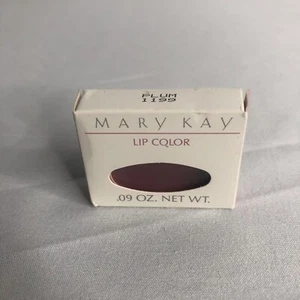 PLUM
1199
MARY KAY
LIP COLOR
.09 OZ. NET WT.